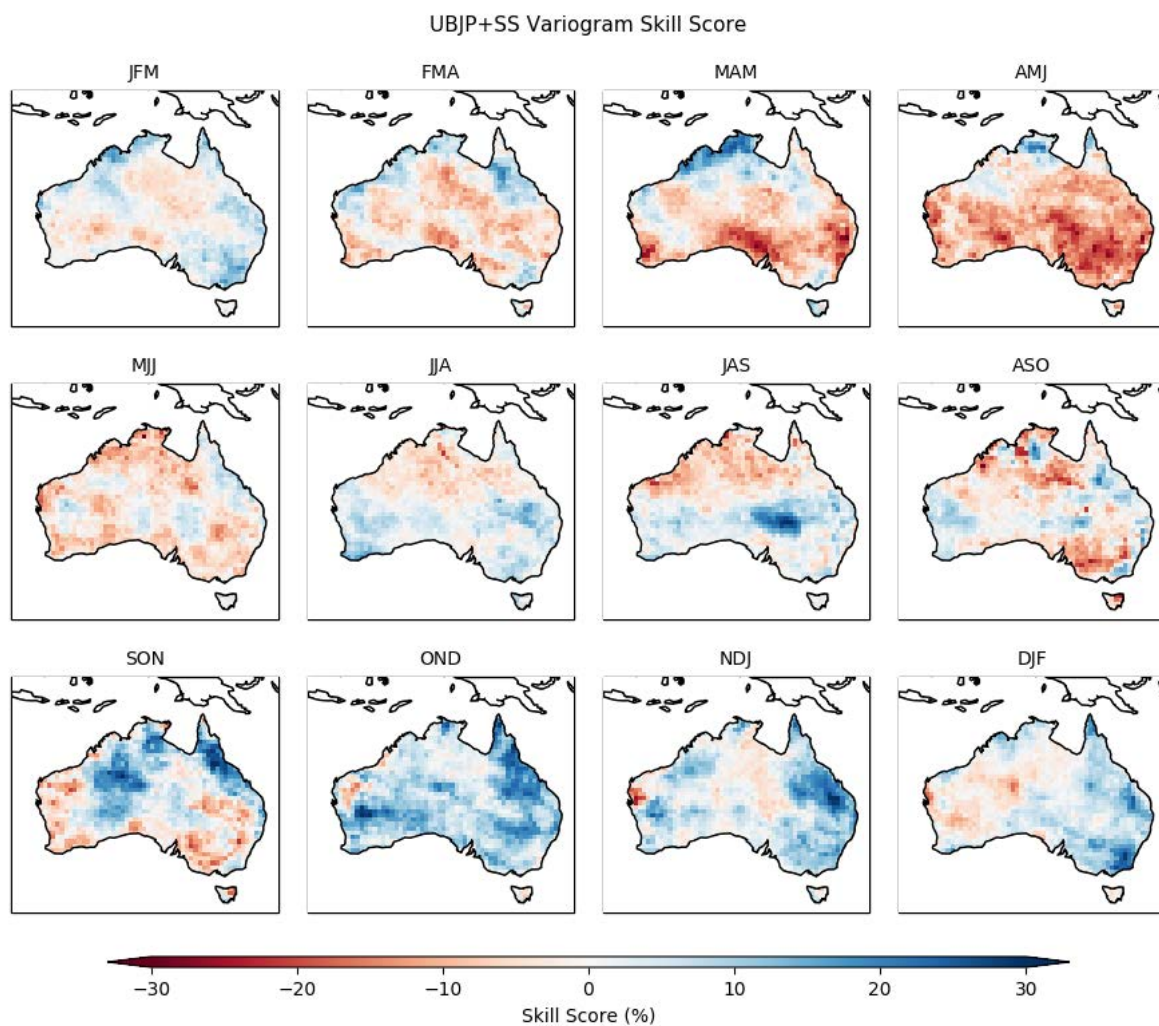 UBJP+SS Variogram Skill Score
JFM FMA MAM AMJ
MJJ JJA JAS ASO
SON OND NDJ DJF
−30 −20 −10 0 10 20 30
Skill Score (%)